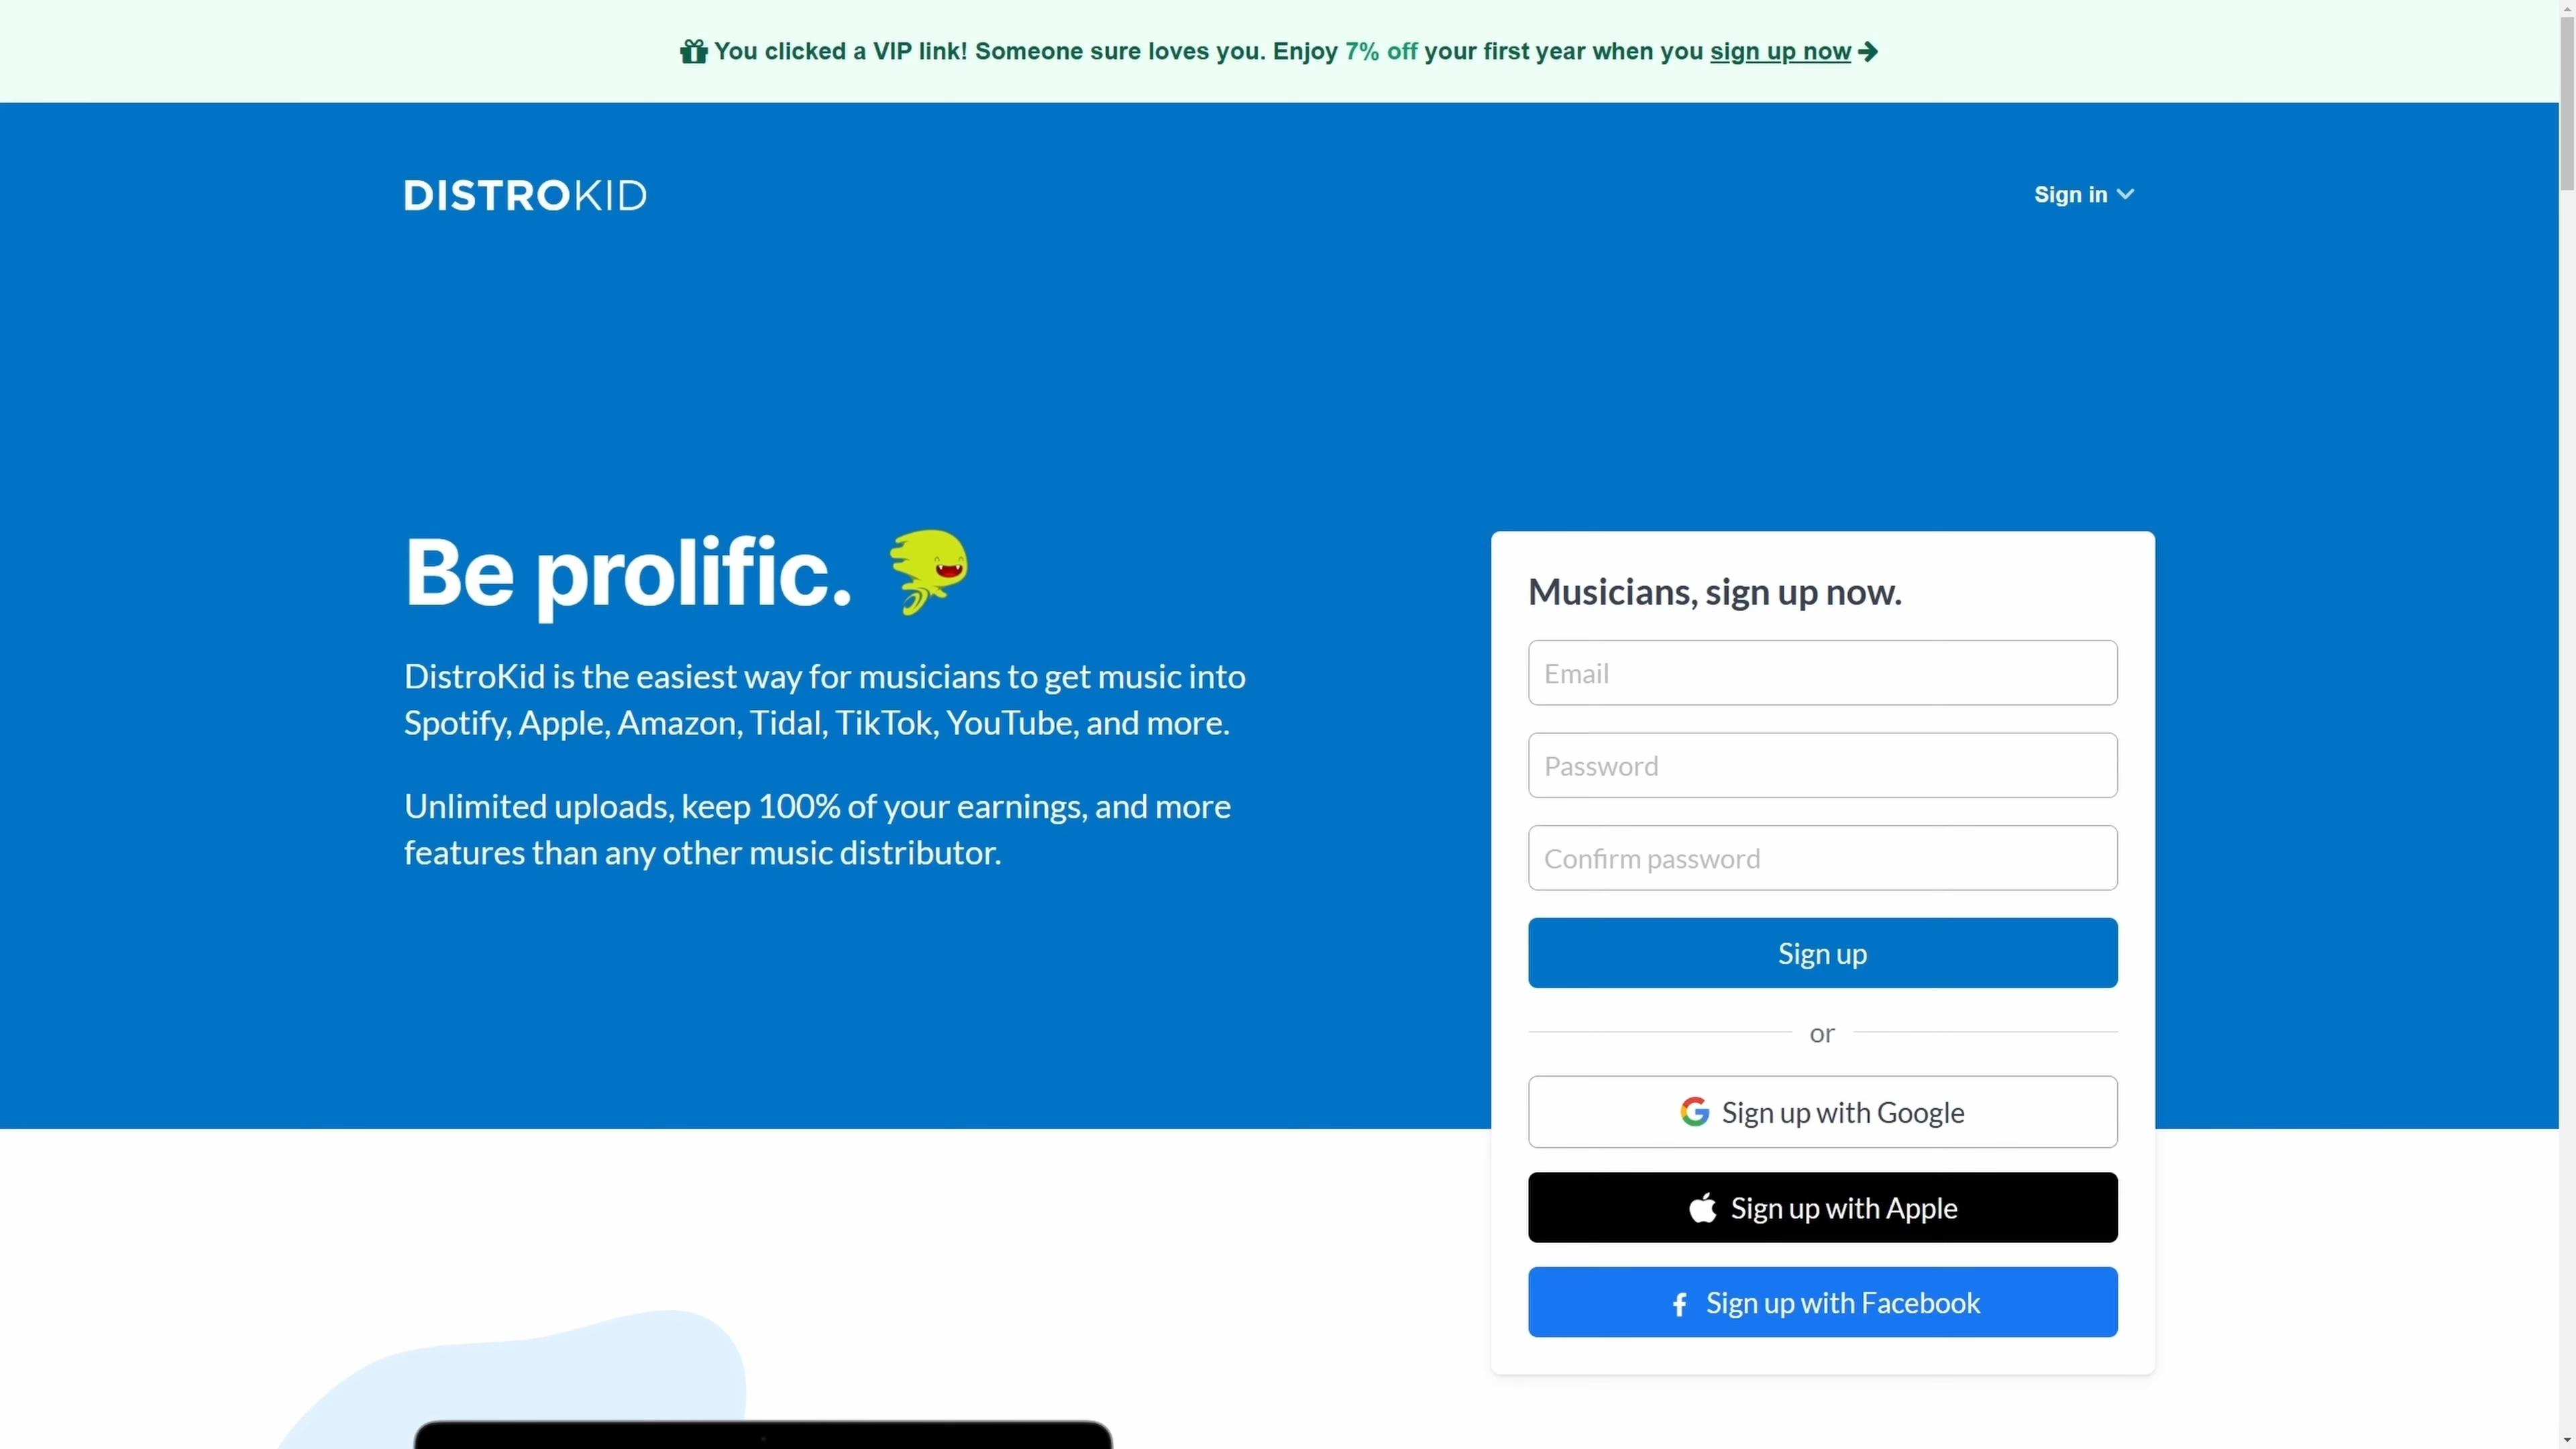 You clicked a VIP link! Someone sure loves you. Enjoy 7% off your first year when you sign up now
DISTROKID
Sign in
Be prolific.
DistroKid is the easiest way for musicians to get music into
Spotify, Apple, Amazon, Tidal, TikTok, YouTube, and more.
Unlimited uploads, keep 100% of your earnings, and more
features than any other music distributor.
Musicians, sign up now.
Email
Password
Confirm password
Sign up
or
Sign up with Google
Sign up with Apple
Sign up with Facebook